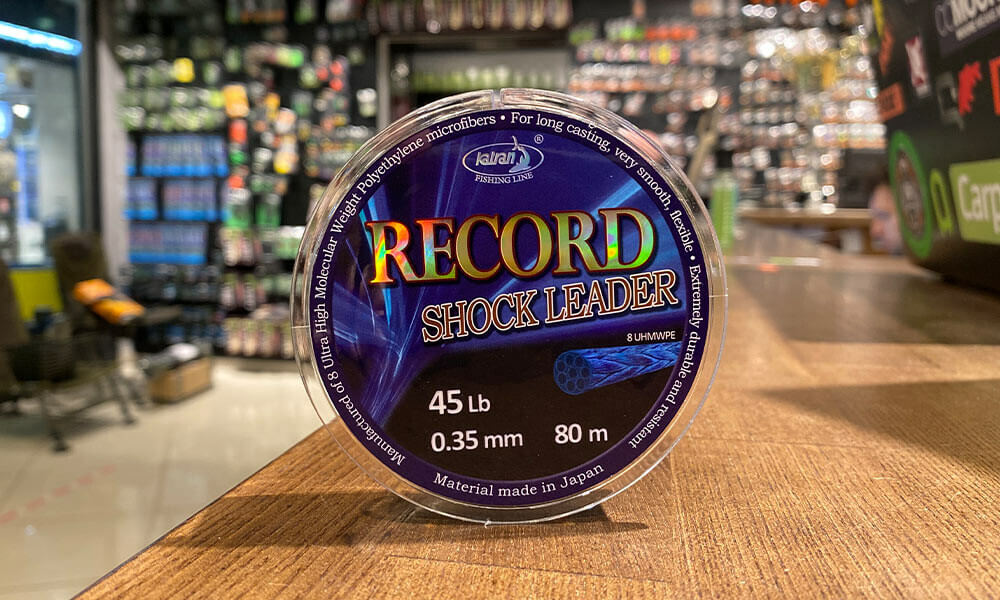 katran®
FISHING LINE
RECORD
SHOCK LEADER
8 UHMWPE
45 Lb
0.35 mm 80 m
Manufactured of 8 Ultra High Molecular Weight Polyethylene microfibers • For long casting, very smooth, flexible • Extremely durable and resistant
Material made in Japan
Carp